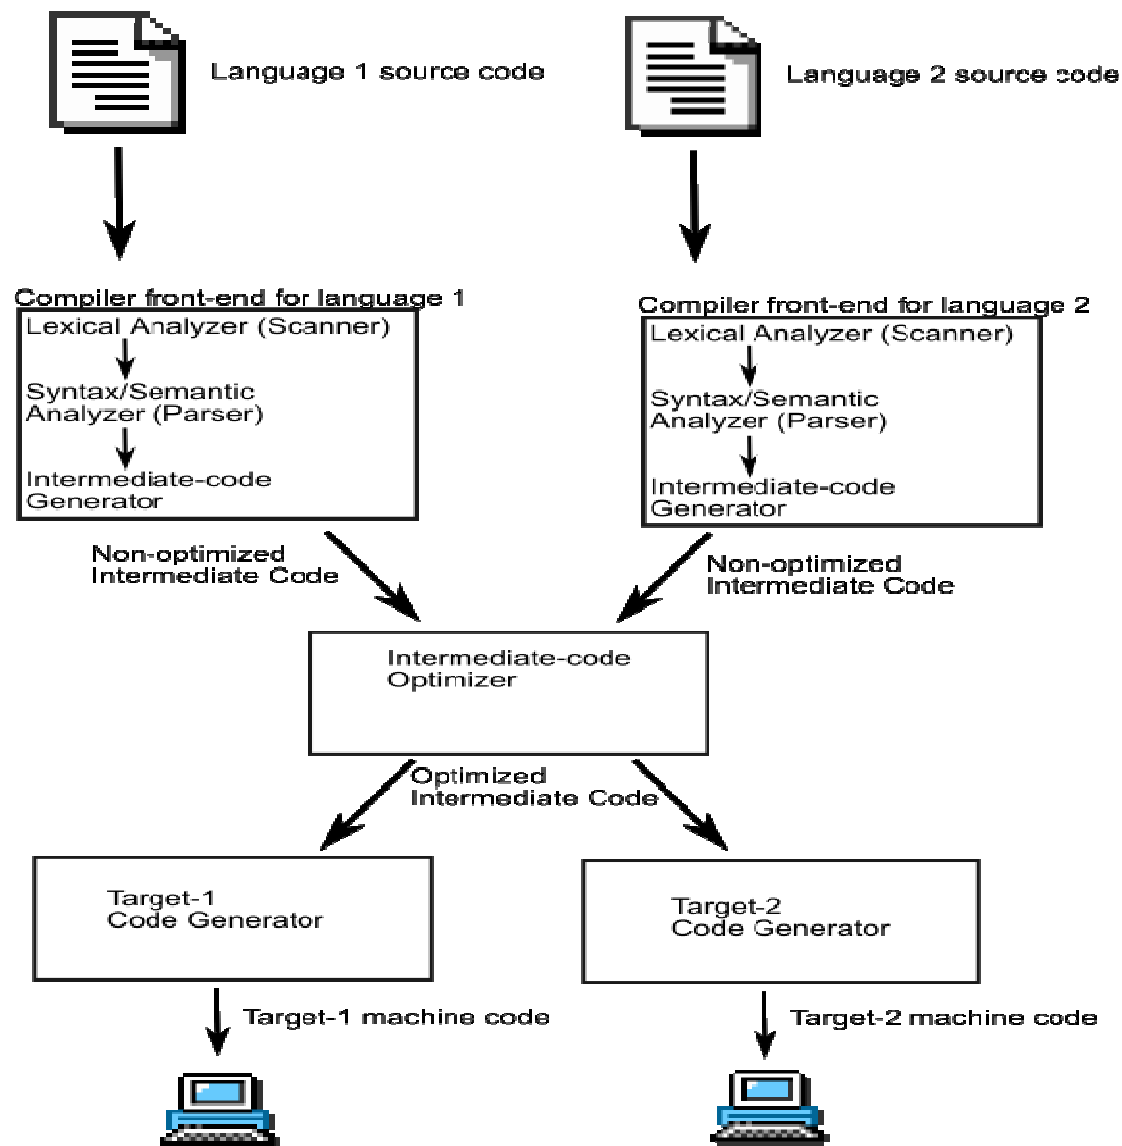 Language 1 source code
Language 2 source code
Compiler front-end for language 1
Lexical Analyzer (Scanner)
Syntax/Semantic
Analyzer (Parser)
Intermediate-code
Generator
Compiler front-end for language 2
Lexical Analyzer (Scanner)
Syntax/Semantic
Analyzer (Parser)
Intermediate-code
Generator
Non-optimized
Intermediate Code
Non-optimized
Intermediate Code
Intermediate-code
Optimizer
Optimized
Intermediate Code
Target-1
Code Generator
Target-2
Code Generator
Target-1 machine code
Target-2 machine code